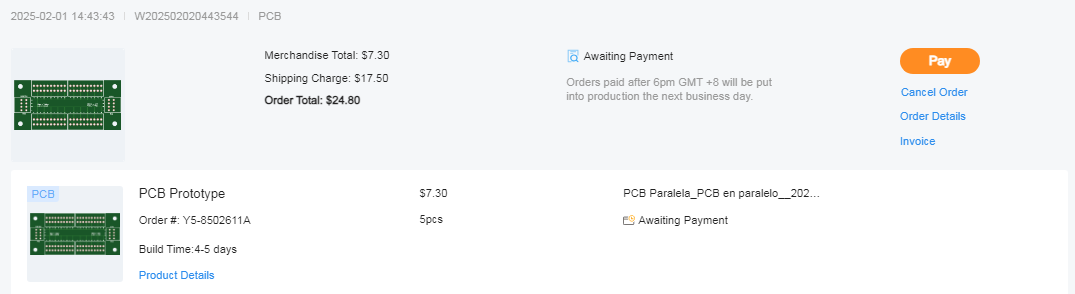 2025-02-01 14:43:43 | W202502020443544 | PCB
Merchandise Total: $7.30
Shipping Charge: $17.50
Order Total: $24.80
Awaiting Payment
Orders paid after 6pm GMT +8 will be put
into production the next business day.
Pay
Cancel Order
Order Details
Invoice
PCB
PCB Prototype
Order #: Y5-8502611A
Build Time:4-5 days
Product Details
$7.30
5pcs
PCB Paralela_PCB en paralelo__202...
Awaiting Payment